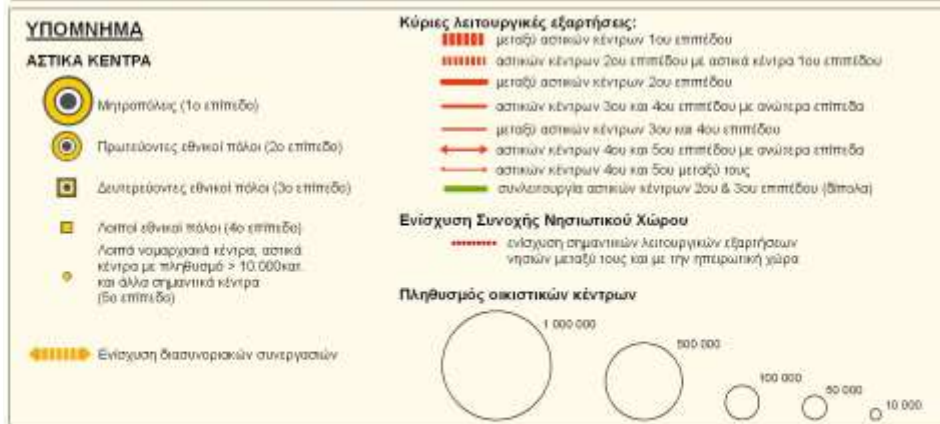 ΥΠΟΜΝΗΜΑ
ΑΣΤΙΚΑ ΚΕΝΤΡΑ
Μητροπόλεις (1ο επίπεδο)
Πρωτεύοντες εθνικοί πόλοι (2ο επίπεδο)
Δευτερεύοντες εθνικοί πόλοι (3ο επίπεδο)
Λοιποί εθνικοί πόλοι (4ο επίπεδο)
Λοιπά νομαρχιακά κέντρα, αστικά
κέντρα με πληθυσμό > 10.000κατ.
και άλλα σημαντικά κέντρα
(5ο επίπεδο)
Ενίσχυση διασυνοριακών συνεργασιών
Κύριες λειτουργικές εξαρτήσεις:
μεταξύ αστικών κέντρων 1ου επιπέδου
αστικών κέντρων 2ου επιπέδου με αστικά κέντρα 1ου επιπέδου
μεταξύ αστικών κέντρων 2ου επιπέδου
αστικών κέντρων 3ου και 4ου επιπέδου με ανώτερα επίπεδα
μεταξύ αστικών κέντρων 3ου και 4ου επιπέδου
αστικών κέντρων 4ου και 5ου επιπέδου με ανώτερα επίπεδα
αστικών κέντρων 4ου και 5ου μεταξύ τους
συνλειτουργία αστικών κέντρων 2ου & 3ου επιπέδου (δίπολα)
Ενίσχυση Συνοχής Νησιωτικού Χώρου
ενίσχυση σημαντικών λειτουργικών εξαρτήσεων
νησιών μεταξύ τους και με την ηπειρωτική χώρα
Πληθυσμός οικιστικών κέντρων
1 000 000
500 000
100 000
50 000
10 000